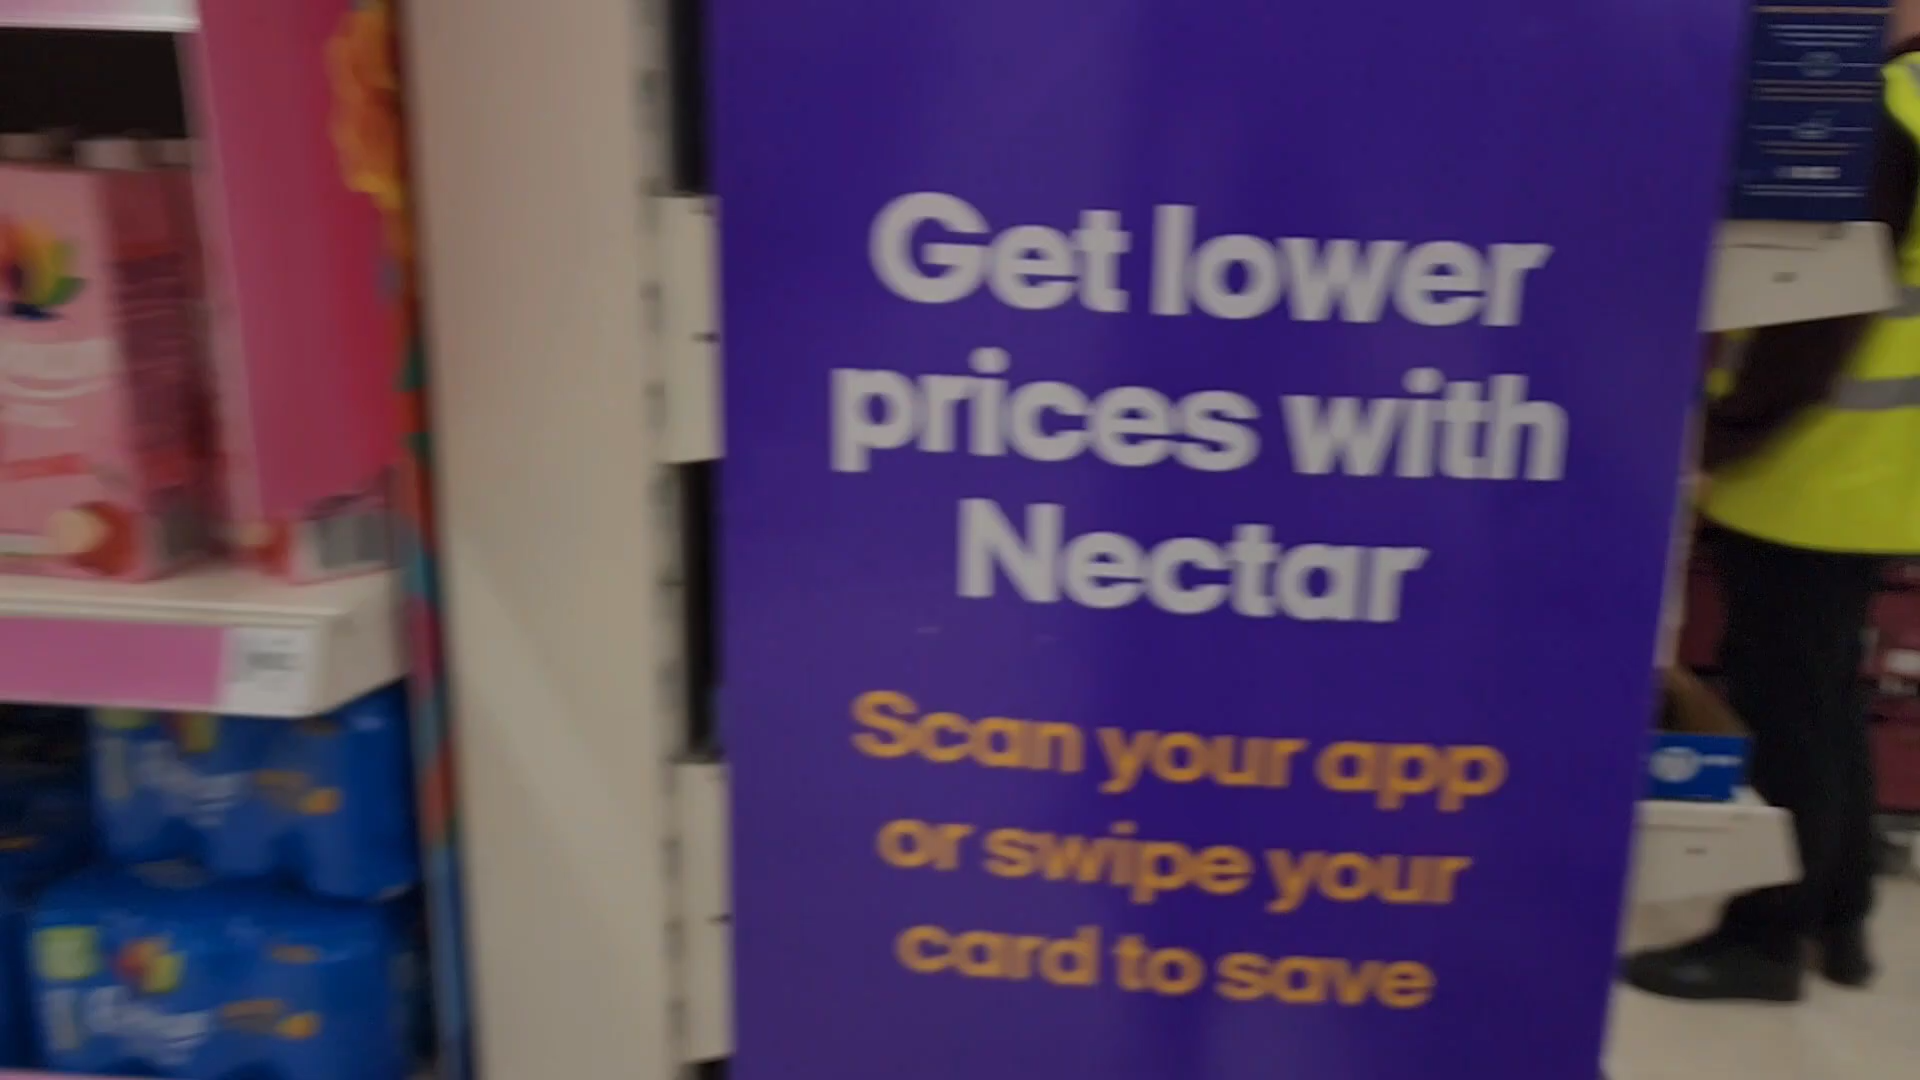 Get lower
prices with
Nectar
Scan your app
or swipe your
card to save